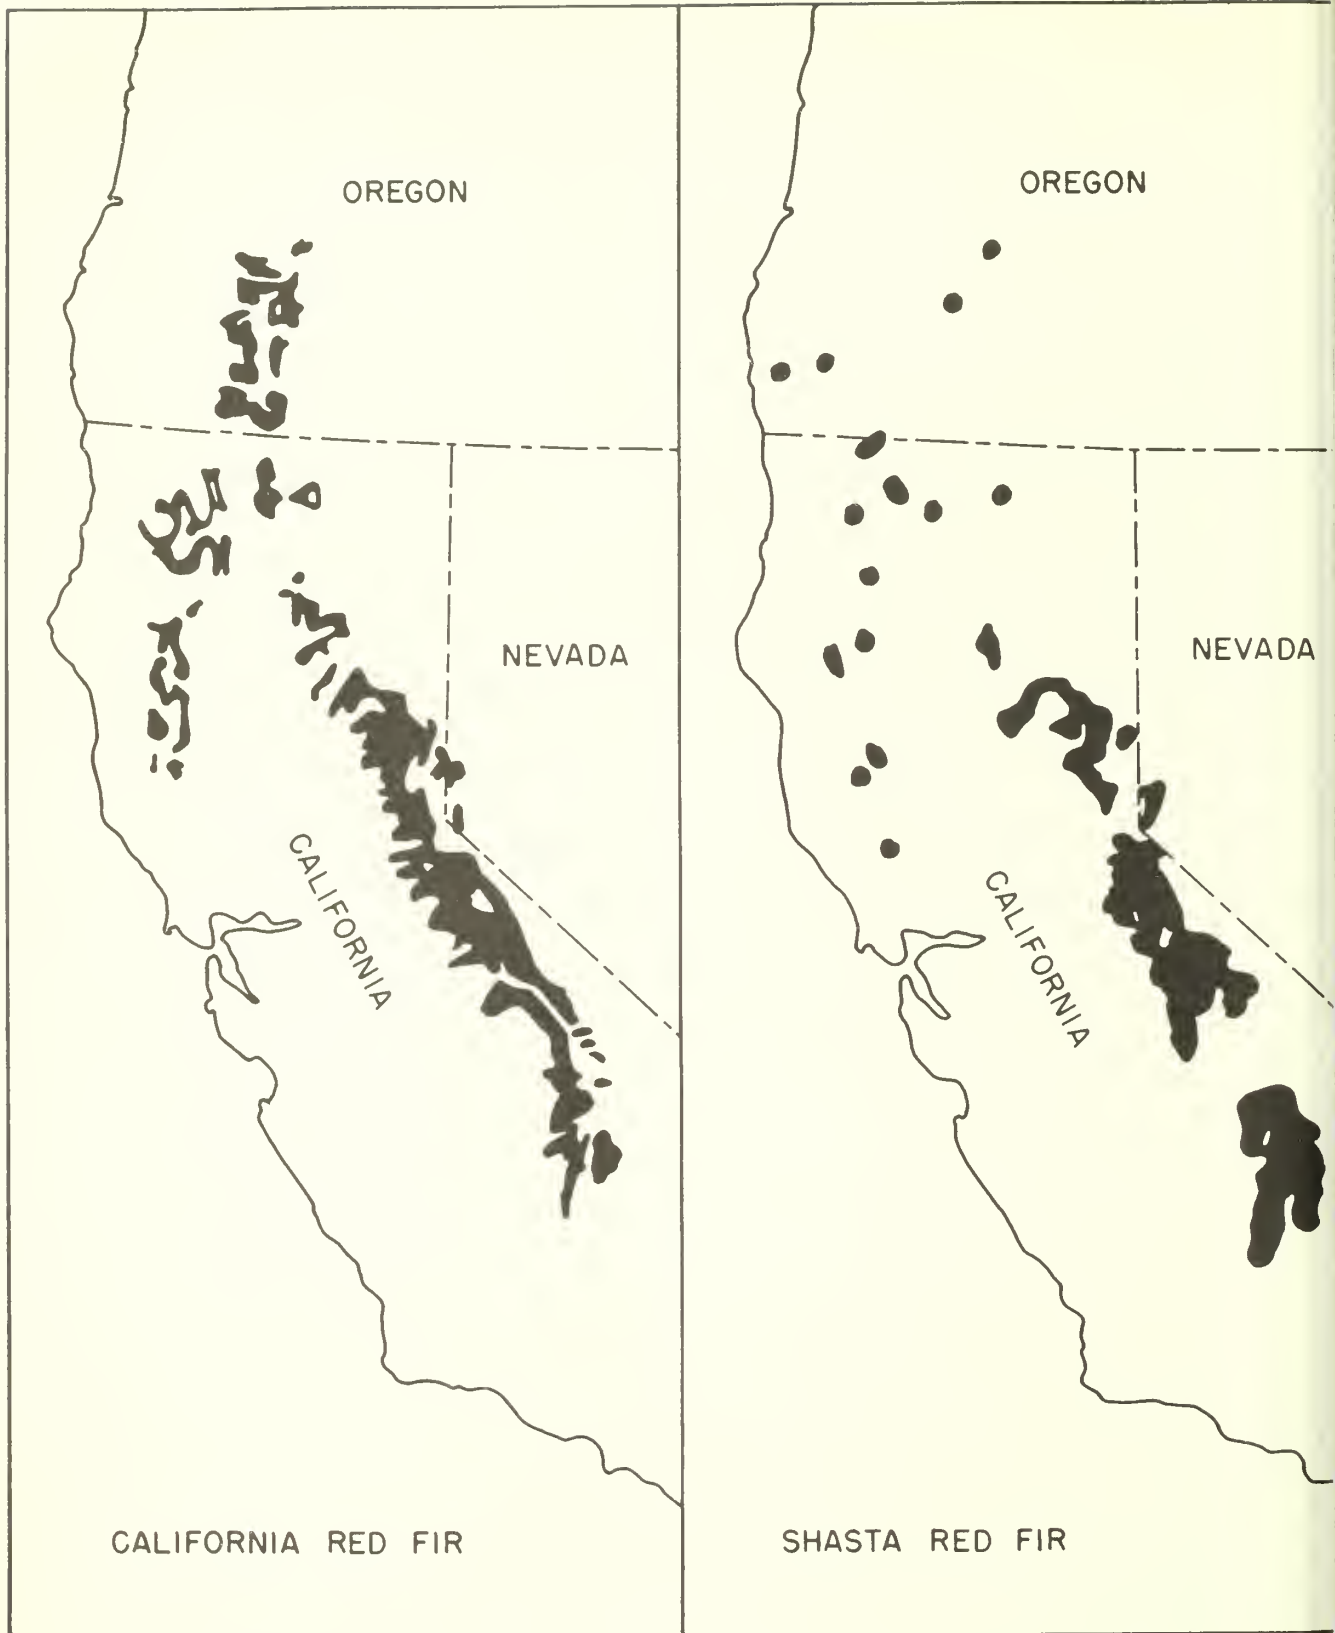 OREGON
NEVADA
CALIFORNIA
CALIFORNIA RED FIR
OREGON
NEVADA
CALIFORNIA
SHASTA RED FIR